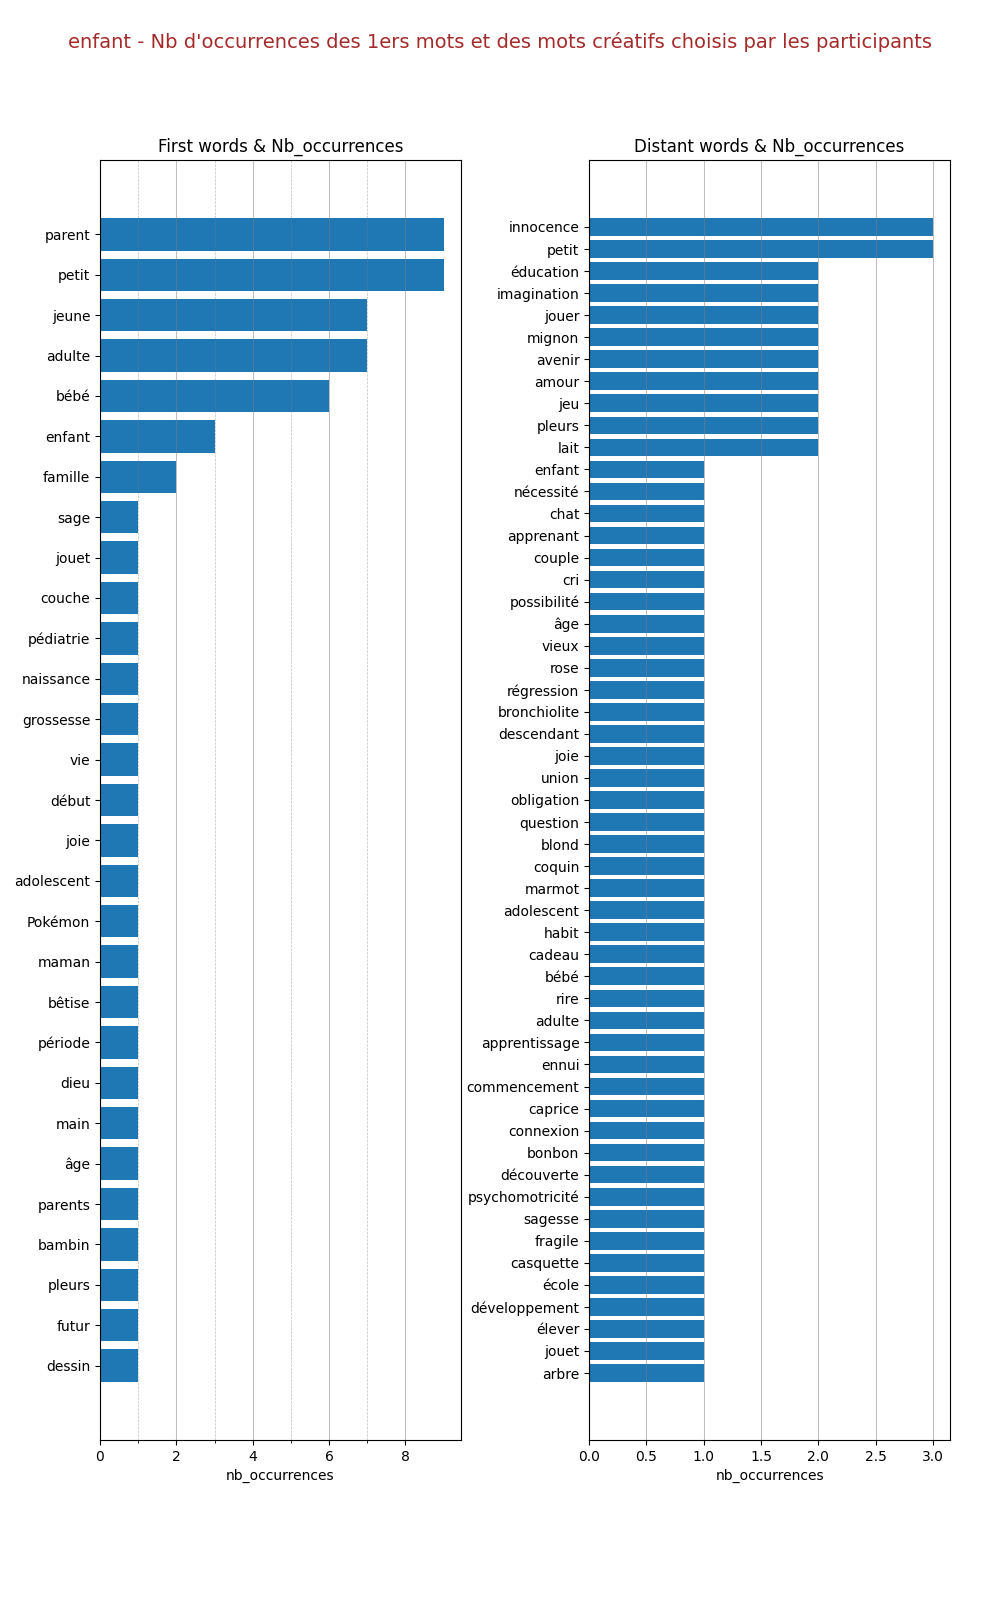 enfant - Nb d'occurrences des 1ers mots et des mots créatifs choisis par les participants
First words & Nb_occurrences
parent
petit
jeune
adulte
bébé
enfant
famille
sage
jouet
couche
pédiatrie
naissance
grossesse
vie
début
joie
adolescent
Pokémon
maman
bêtise
période
dieu
main
âge
parents
bambin
pleurs
futur
dessin
0 2 4 6 8
nb_occurrences
Distant words & Nb_occurrences
innocence
petit
éducation
imagination
jouer
mignon
avenir
amour
jeu
pleurs
lait
enfant
nécessité
chat
apprenant
couple
cri
possibilité
âge
vieux
rose
régression
bronchiolite
descendant
joie
union
obligation
question
blond
coquin
marmot
adolescent
habit
cadeau
bébé
rire
adulte
apprentissage
ennui
commencement
caprice
connexion
bonbon
découverte
psychomotricité
sagesse
fragile
casquette
école
développement
élever
jouet
arbre
0.0 0.5 1.0 1.5 2.0 2.5 3.0
nb_occurrences